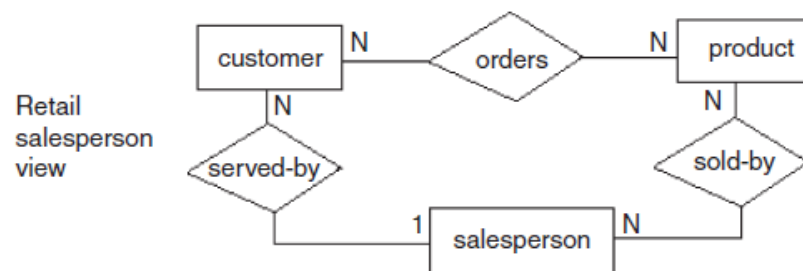 customer
N
orders
N
product
Retail
salesperson
view
N
N
served-by
sold-by
1
salesperson
N